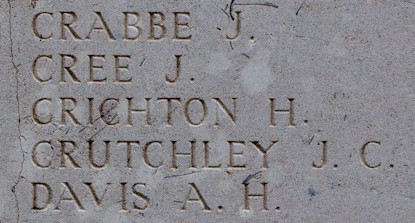 CRABBE J.
CREE J.
CRICHTON H.
CRUTCHLEY J. C.
DAVIS A. H.